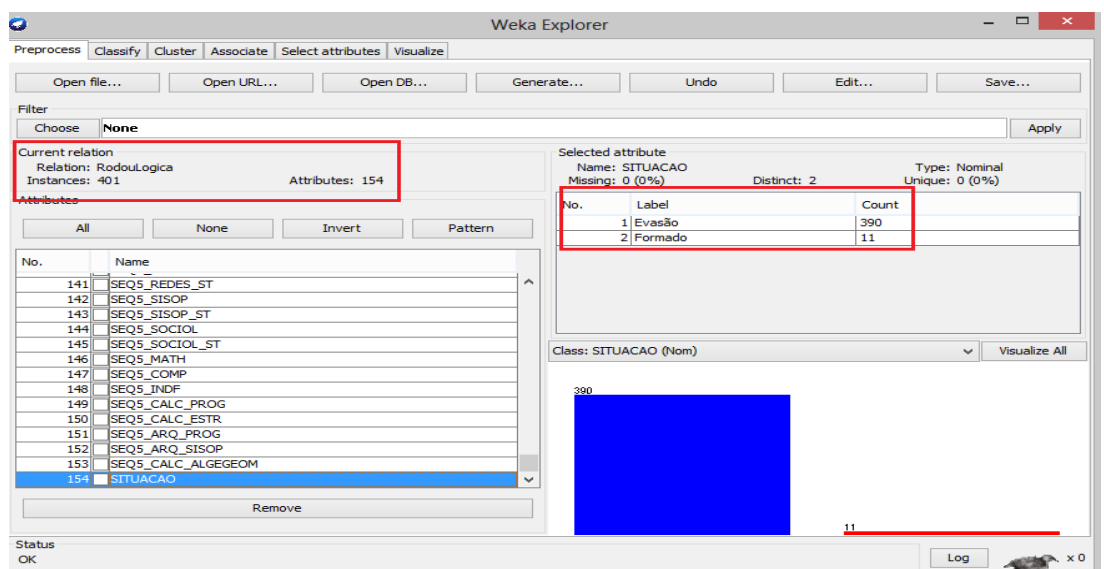 Weka Explorer
Preprocess Classify Cluster Associate Select attributes Visualize
Open file... Open URL... Open DB... Generate... Undo Edit... Save...
Filter
Choose None Apply
Current relation
Relation: RodouLogica
Instances: 401 Attributes: 154
Attributes
All None Invert Pattern
No. Name
141 SEQ5_REDES_ST
142 SEQ5_SISOP
143 SEQ5_SISOP_ST
144 SEQ5_SOCIOL
145 SEQ5_SOCIOL_ST
146 SEQ5_MATH
147 SEQ5_COMP
148 SEQ5_INDF
149 SEQ5_CALC_PROG
150 SEQ5_CALC_ESTR
151 SEQ5_ARQ_PROG
152 SEQ5_ARQ_SISOP
153 SEQ5_CALC_ALGEGEOM
154 SITUACAO
Remove
Selected attribute
Name: SITUACAO Type: Nominal
Missing: 0 (0%) Distinct: 2 Unique: 0 (0%)
No. Label Count
1 Evasão 390
2 Formado 11
Class: SITUACAO (Nom) Visualize All
390
11
Status
OK
Log x 0